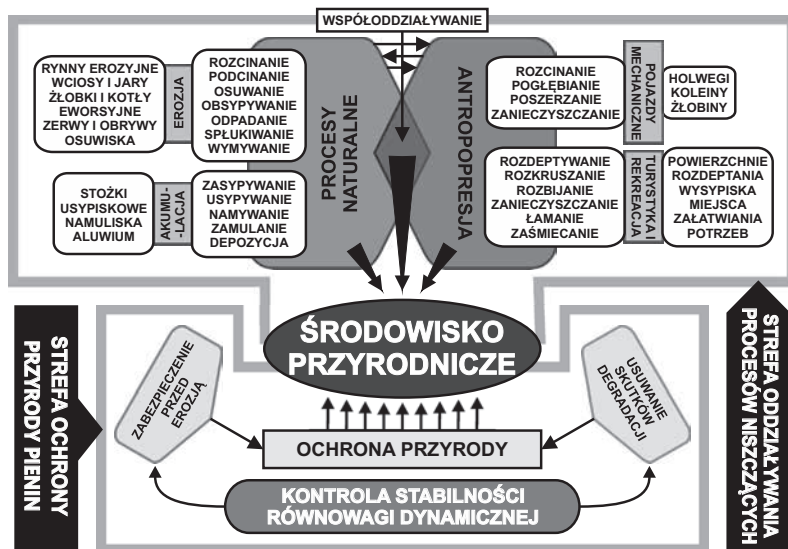 WSPÓŁODDZIAŁYWANIE
RYNNY EROZYJNE
WCIOSY I JARY
ŻŁOBKI I KOTŁY
EWORSYJNE
ZERWY I OBRYWY
OSUWISKA
EROZJA
ROZCINANIE
PODCINANIE
OSUWANIE
OBSYPYWANIE
ODPADANIE
SPŁUKIWANIE
WYMYWANIE
STOŻKI
USYPISKOWE
NAMULISKA
ALUWIUM
AKUMU-
-LACJA
ZASYPYWANIE
USYPYWANIE
NAMYWANIE
ZAMULANIE
DEPOZYCJA
PROCESY
NATURALNE
ANTROPOPRESJA
ROZCINANIE
POGŁĘBIANIE
POSZERZANIE
ZANIECZYSZCZANIE
POJAZDY
MECHANICZNE
HOLWEGI
KOLEINY
ŻŁOBINY
ROZDEPTYWANIE
ROZKRUSZANIE
ROZBIJANIE
ZANIECZYSZCZANIE
ŁAMANIE
ZAŚMIECANIE
TURYSTYKA I
REKREACJA
POWIERZCHNIE
ROZDEPTANIA
WYSYPISKA
MIEJSCA
ZAŁATWIANIA
POTRZEB
ŚRODOWISKO
PRZYRODNICZE
STREFA OCHRONY
PRZYRODY PIENIN
ZABEZPIECZENIE
PRZED
EROZJĄ
OCHRONA PRZYRODY
USUWANIE
SKUTKÓW
DEGRADACJI
KONTROLA STABILNOŚCI
RÓWNOWAGI DYNAMICZNEJ
STREFA ODDZIAŁYWANIA
PROCESÓW NISZCZĄCYCH